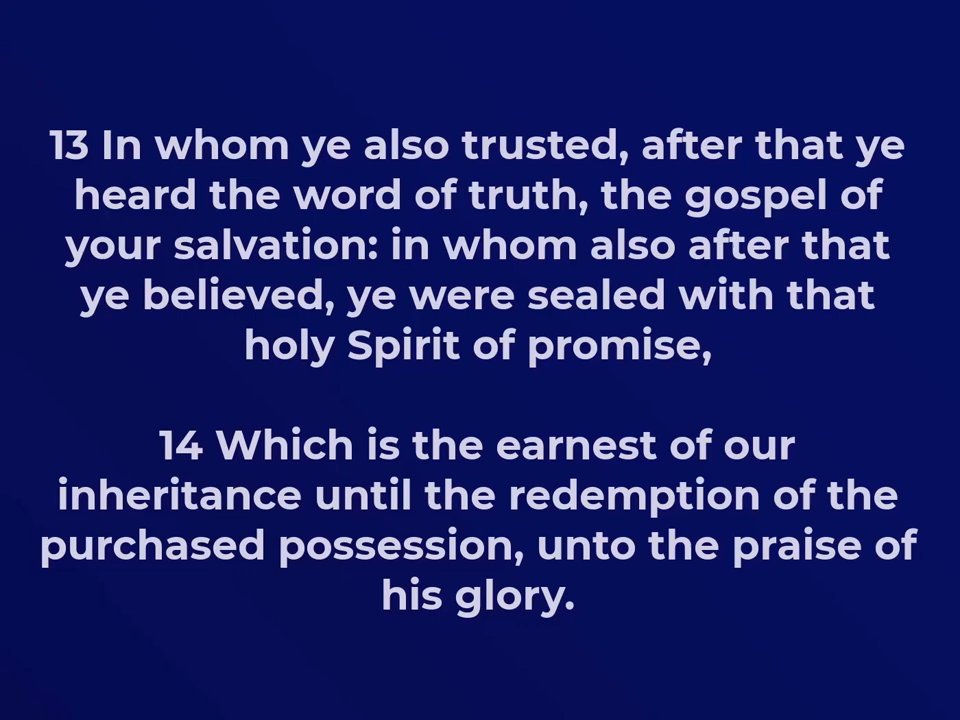 13 In whom ye also trusted, after that ye
heard the word of truth, the gospel of
your salvation: in whom also after that
ye believed, ye were sealed with that
holy Spirit of promise,
14 Which is the earnest of our
inheritance until the redemption of the
purchased possession, unto the praise of
his glory.